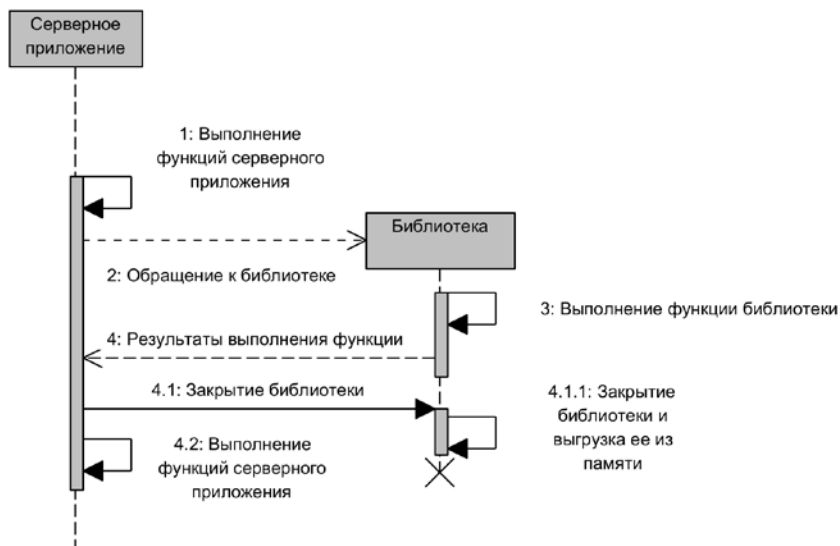 Серверное
приложение
1: Выполнение
функций серверного
приложения
Библиотека
2: Обращение к библиотеке
3: Выполнение функции библиотеки
4: Результаты выполнения функции
4.1: Закрытие библиотеки
4.1.1: Закрытие
библиотеки и
выгрузка ее из
памяти
4.2: Выполнение
функций серверного
приложения